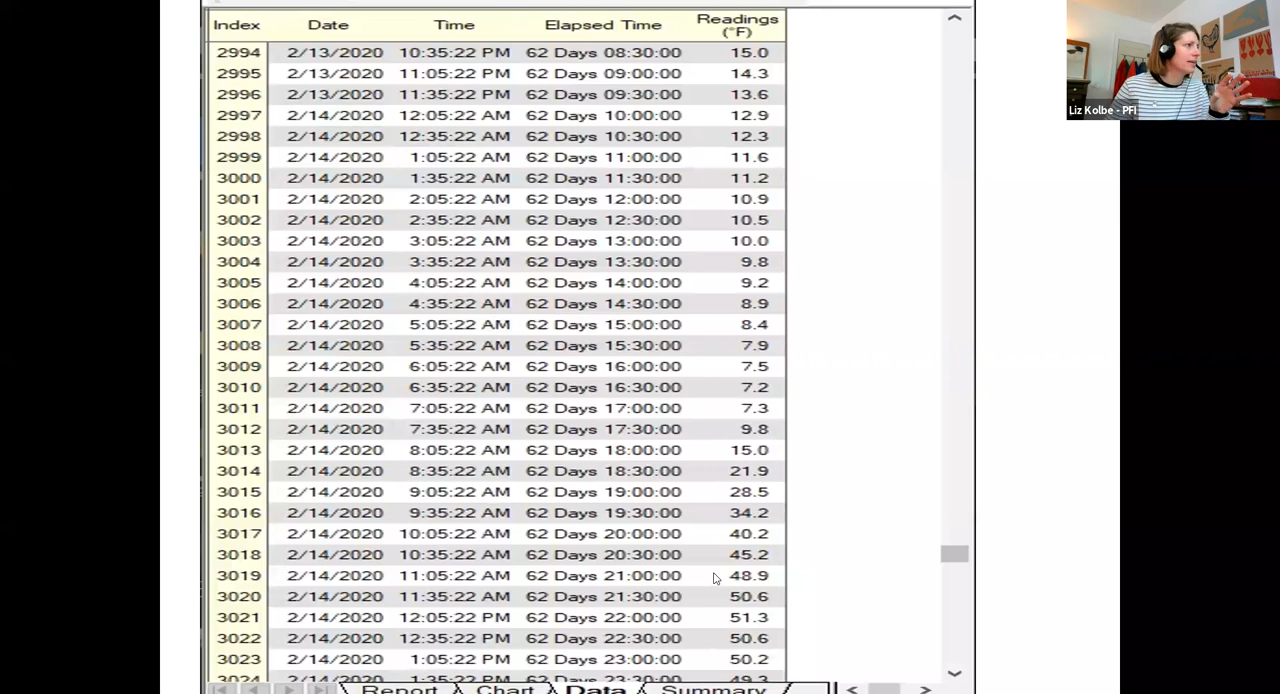 Index Date Time Elapsed Time Readings (°F)
2994 2/13/2020 10:35:22 PM 62 Days 08:30:00 15.0
2995 2/13/2020 11:05:22 PM 62 Days 09:00:00 14.3
2996 2/13/2020 11:35:22 PM 62 Days 09:30:00 13.6
2997 2/14/2020 12:05:22 AM 62 Days 10:00:00 12.9
2998 2/14/2020 12:35:22 AM 62 Days 10:30:00 12.3
2999 2/14/2020 1:05:22 AM 62 Days 11:00:00 11.6
3000 2/14/2020 1:35:22 AM 62 Days 11:30:00 11.2
3001 2/14/2020 2:05:22 AM 62 Days 12:00:00 10.9
3002 2/14/2020 2:35:22 AM 62 Days 12:30:00 10.5
3003 2/14/2020 3:05:22 AM 62 Days 13:00:00 10.0
3004 2/14/2020 3:35:22 AM 62 Days 13:30:00 9.8
3005 2/14/2020 4:05:22 AM 62 Days 14:00:00 9.2
3006 2/14/2020 4:35:22 AM 62 Days 14:30:00 8.9
3007 2/14/2020 5:05:22 AM 62 Days 15:00:00 8.4
3008 2/14/2020 5:35:22 AM 62 Days 15:30:00 7.9
3009 2/14/2020 6:05:22 AM 62 Days 16:00:00 7.5
3010 2/14/2020 6:35:22 AM 62 Days 16:30:00 7.2
3011 2/14/2020 7:05:22 AM 62 Days 17:00:00 7.3
3012 2/14/2020 7:35:22 AM 62 Days 17:30:00 9.8
3013 2/14/2020 8:05:22 AM 62 Days 18:00:00 15.0
3014 2/14/2020 8:35:22 AM 62 Days 18:30:00 21.9
3015 2/14/2020 9:05:22 AM 62 Days 19:00:00 28.5
3016 2/14/2020 9:35:22 AM 62 Days 19:30:00 34.2
3017 2/14/2020 10:05:22 AM 62 Days 20:00:00 40.2
3018 2/14/2020 10:35:22 AM 62 Days 20:30:00 45.2
3019 2/14/2020 11:05:22 AM 62 Days 21:00:00 48.9
3020 2/14/2020 11:35:22 AM 62 Days 21:30:00 50.6
3021 2/14/2020 12:05:22 PM 62 Days 22:00:00 51.3
3022 2/14/2020 12:35:22 PM 62 Days 22:30:00 50.6
3023 2/14/2020 1:05:22 PM 62 Days 23:00:00 50.2
3024 2/14/2020 1:35:22 PM 62 Days 23:30:00 49.3
Report Chart Data Summary
Liz Kolbe - PFI